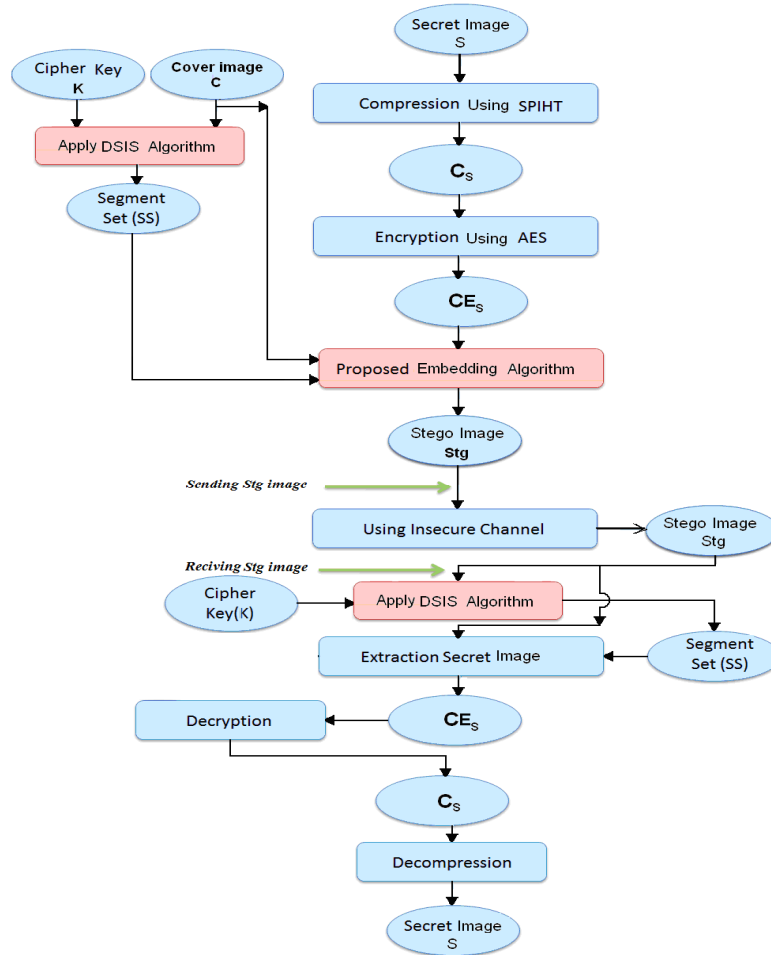 Secret Image
S
Cipher Key
K
Cover image
C
Compression Using SPIHT
Apply DSIS Algorithm
Cs
Segment
Set (SS)
Encryption Using AES
CEs
Proposed Embedding Algorithm
Stego Image
Stg
Sending Stg image
Using Insecure Channel
Stego Image
Stg
Reciving Stg image
Cipher
Key(K)
Apply DSIS Algorithm
Extraction Secret Image
Segment
Set (SS)
Decryption
CEs
Cs
Decompression
Secret Image
S